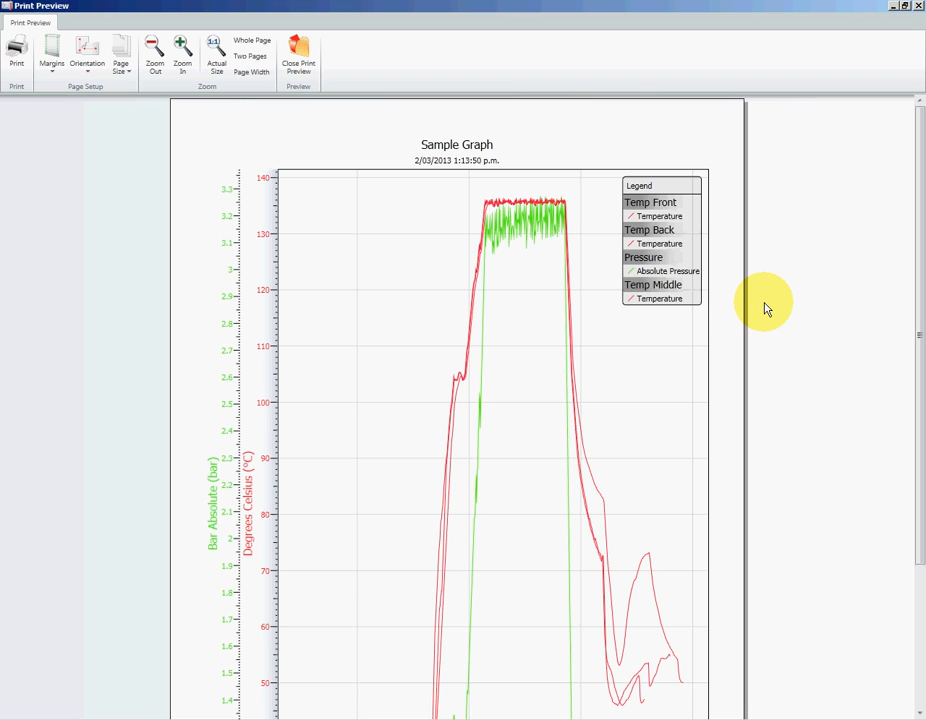 Print Preview
Print Preview
Print
Margins
Orientation
Page
Size
Zoom
Out
Zoom
In
1:1
Actual
Size
Whole Page
Two Pages
Page Width
Close Print
Preview
Print
Page Setup
Zoom
Preview
Sample Graph
2/03/2013 1:13:50 p.m.
3.3
3.2
3.1
3
2.9
2.8
2.7
2.6
2.5
2.4
2.3
2.2
2.1
2
1.9
1.8
1.7
1.6
1.5
1.4
Bar Absolute (bar)
140
130
120
110
100
90
80
70
60
50
Degrees Celsius (°C)
Legend
Temp Front
Temperature
Temp Back
Temperature
Pressure
Absolute Pressure
Temp Middle
Temperature